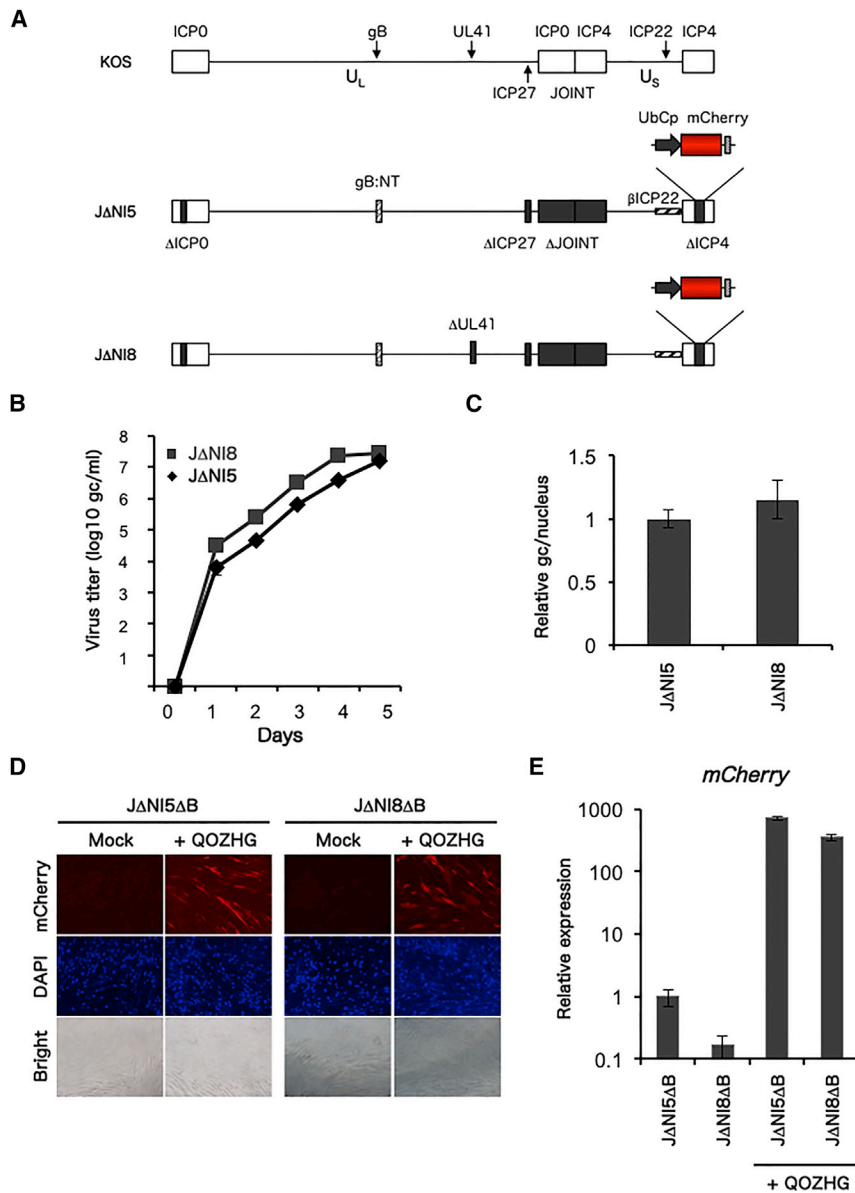 A
ICP0 gB UL41 ICP0 ICP4 ICP22 ICP4
KOS
UL ICP27 JOINT US
UbCp mCherry
gB:NT βICP22
JΔNI5
ΔICP0 ΔICP27 ΔJOINT ΔICP4
ΔUL41
JΔNI8
B
Virus titer (log10 gc/ml)
8
7
6
5
4
3
2
1
JΔNI8
JΔNI5
0 1 2 3 4 5
Days
C
Relative gc/nucleus
1.5
1
0.5
0
JΔNI5 JΔNI8
D
JΔNI5ΔB JΔNI8ΔB
Mock + QOZHG Mock + QOZHG
mCherry
DAPI
Bright
E
mCherry
Relative expression
1000
100
10
1
0.1
JΔNI5ΔB JΔNI8ΔB JΔNI5ΔB JΔNI8ΔB
+ QOZHG